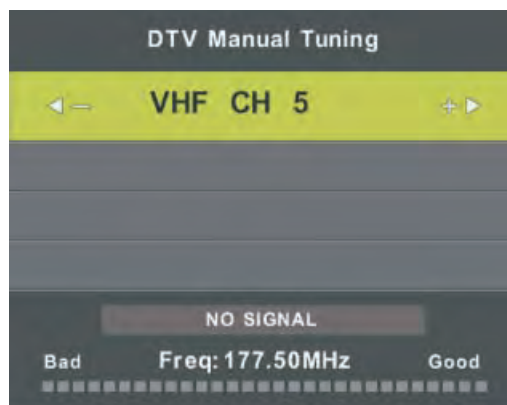 DTV Manual Tuning
VHF CH 5
NO SIGNAL
Bad Freq: 177.50MHz Good